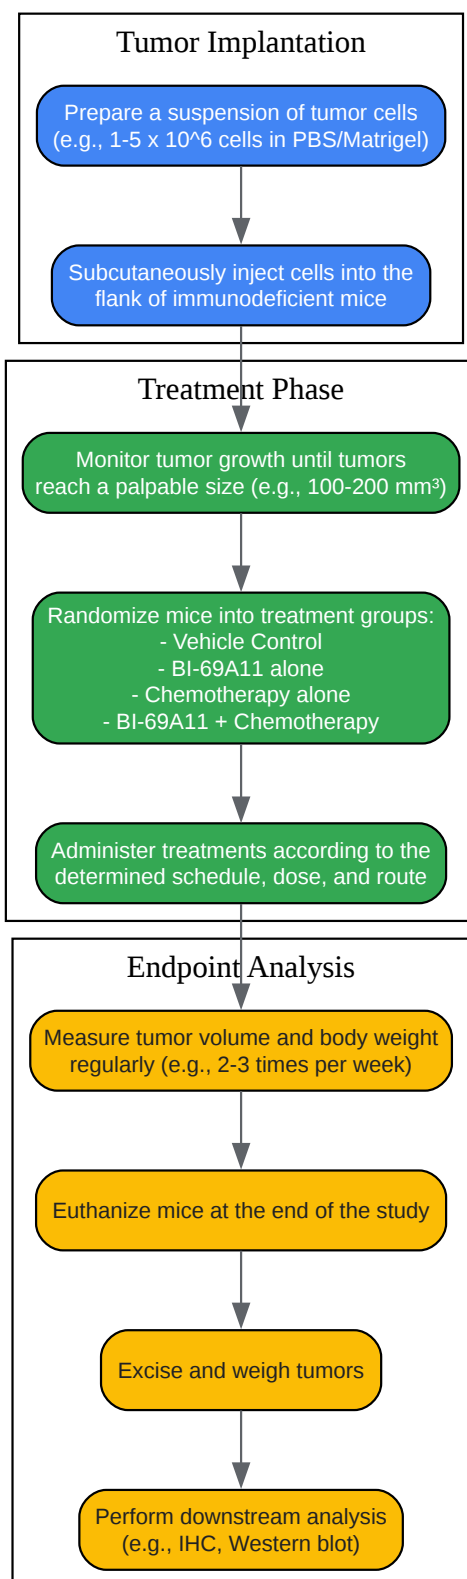 Tumor Implantation
Prepare a suspension of tumor cells
(e.g., 1-5 x 10^6 cells in PBS/Matrigel)
Subcutaneously inject cells into the
flank of immunodeficient mice
Treatment Phase
Monitor tumor growth until tumors
reach a palpable size (e.g., 100-200 mm³)
Randomize mice into treatment groups:
- Vehicle Control
- BI-69A11 alone
- Chemotherapy alone
- BI-69A11 + Chemotherapy
Administer treatments according to the
determined schedule, dose, and route
Endpoint Analysis
Measure tumor volume and body weight
regularly (e.g., 2-3 times per week)
Euthanize mice at the end of the study
Excise and weigh tumors
Perform downstream analysis
(e.g., IHC, Western blot)